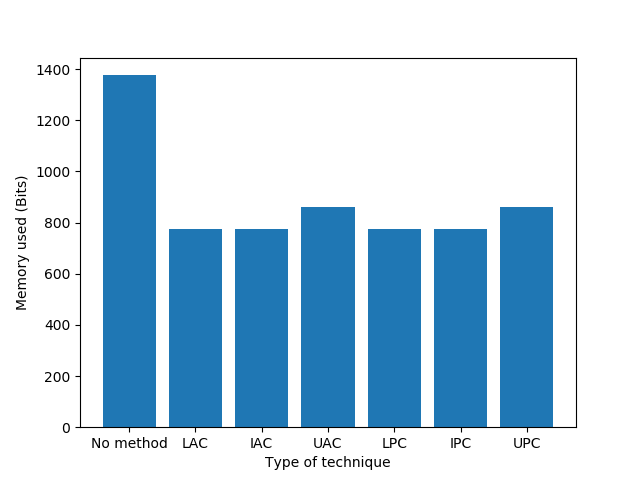 1400
1200
1000
800
600
400
200
0
Memory used (Bits)
No method LAC IAC UAC LPC IPC UPC
Type of technique